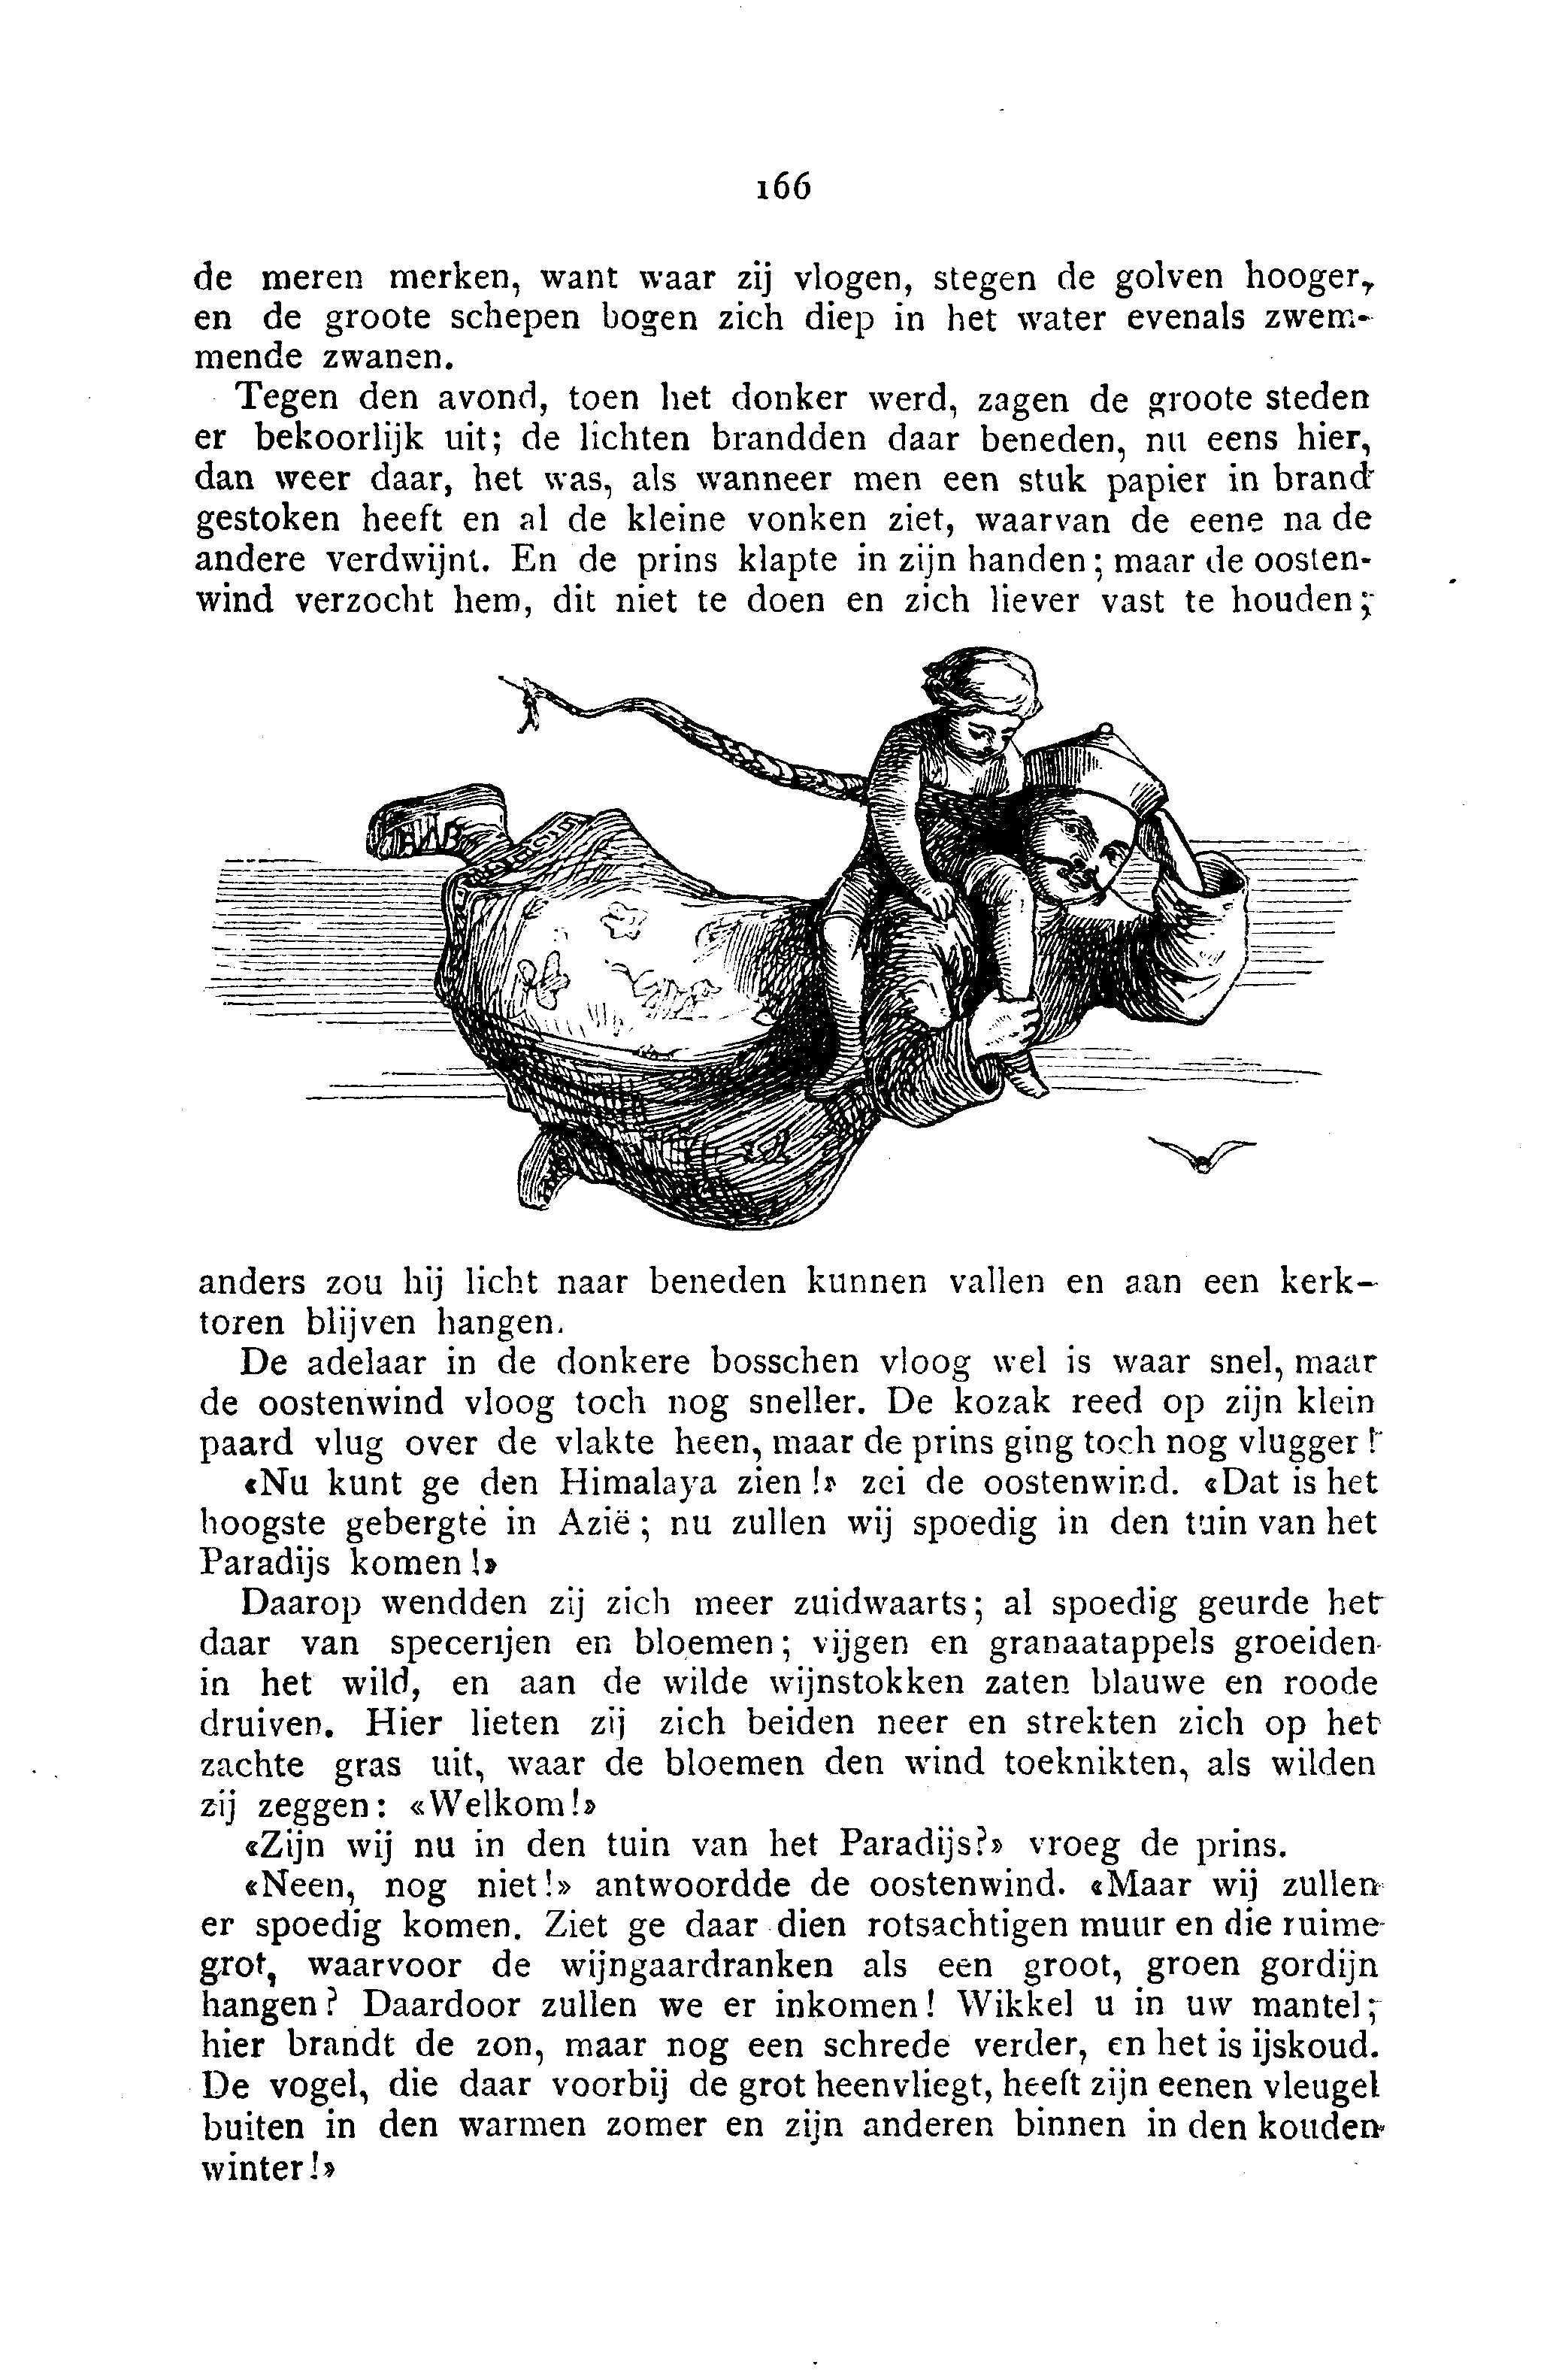 166
de meren merken, want waar zij vlogen, stegen de golven hooger,
en de groote schepen bogen zich diep in het water evenals zwem-
mende zwanen.
Tegen den avond, toen het donker werd, zagen de groote steden
er bekoorlijk uit; de lichten brandden daar beneden, nu eens hier,
dan weer daar, het was, als wanneer men een stuk papier in brand
gestoken heeft en al de kleine vonken ziet, waarvan de eene na de
andere verdwijnt. En de prins klapte in zijn handen; maar de oosten-
wind verzocht hem, dit niet te doen en zich liever vast te houden;
anders zou hij licht naar beneden kunnen vallen en aan een kerk-
toren blijven hangen.
De adelaar in de donkere bosschen vloog wel is waar snel, maar
de oostenwind vloog toch nog sneller. De kozak reed op zijn klein
paard vlug over de vlakte heen, maar de prins ging toch nog vlugger!
«Nu kunt ge den Himalaya zien!» zei de oostenwind. «Dat is het
hoogste gebergte in Azië; nu zullen wij spoedig in den tuin van het
Paradijs komen!»
Daarop wendden zij zich meer zuidwaarts; al spoedig geurde het
daar van specerijen en bloemen; vijgen en granaatappels groeiden
in het wild, en aan de wilde wijnstokken zaten blauwe en roode
druiven. Hier lieten zij zich beiden neer en strekten zich op het
zachte gras uit, waar de bloemen den wind toeknikten, als wilden
zij zeggen: «Welkom!»
«Zijn wij nu in den tuin van het Paradijs?» vroeg de prins.
«Neen, nog niet!» antwoordde de oostenwind. «Maar wij zullen
er spoedig komen. Ziet ge daar dien rotsachtigen muur en die ruime
grot, waarvoor de wijngaardranken als een groot, groen gordijn
hangen? Daardoor zullen we er inkomen! Wikkel u in uw mantel;
hier brandt de zon, maar nog een schrede verder, en het is ijskoud.
De vogel, die daar voorbij de grot heenvliegt, heeft zijn eenen vleugel
buiten in den warmen zomer en zijn anderen binnen in den kouden
winter!»